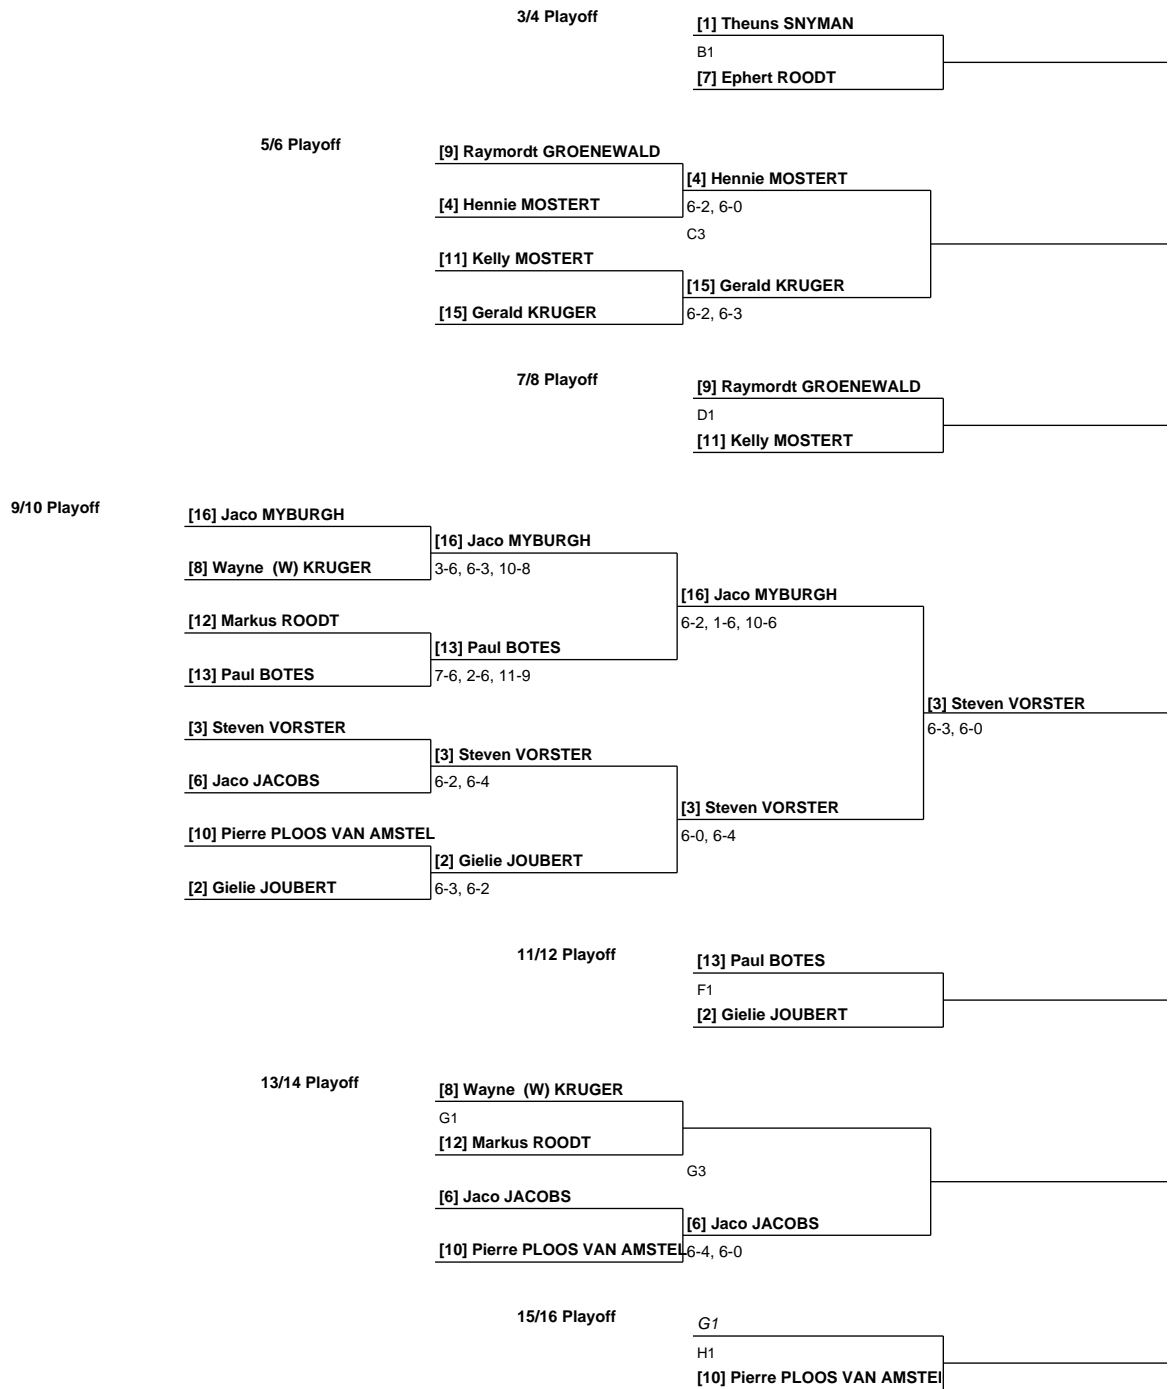 3/4 Playoff
[1] Theuns SNYMAN
B1
[7] Ephert ROODT
5/6 Playoff
[9] Raymordt GROENEWALD
[4] Hennie MOSTERT
[4] Hennie MOSTERT
6-2, 6-0
C3
[11] Kelly MOSTERT
[15] Gerald KRUGER
[15] Gerald KRUGER
6-2, 6-3
7/8 Playoff
[9] Raymordt GROENEWALD
D1
[11] Kelly MOSTERT
9/10 Playoff
[16] Jaco MYBURGH
[16] Jaco MYBURGH
[8] Wayne (W) KRUGER
3-6, 6-3, 10-8
[16] Jaco MYBURGH
[12] Markus ROODT
6-2, 1-6, 10-6
[13] Paul BOTES
[13] Paul BOTES
7-6, 2-6, 11-9
[3] Steven VORSTER
[3] Steven VORSTER
6-3, 6-0
[3] Steven VORSTER
[6] Jaco JACOBS
6-2, 6-4
[3] Steven VORSTER
[10] Pierre PLOOS VAN AMSTEL
6-0, 6-4
[2] Gielie JOUBERT
[2] Gielie JOUBERT
6-3, 6-2
11/12 Playoff
[13] Paul BOTES
F1
[2] Gielie JOUBERT
13/14 Playoff
[8] Wayne (W) KRUGER
G1
[12] Markus ROODT
G3
[6] Jaco JACOBS
[6] Jaco JACOBS
[10] Pierre PLOOS VAN AMSTEL
6-4, 6-0
15/16 Playoff
G1
H1
[10] Pierre PLOOS VAN AMSTEL